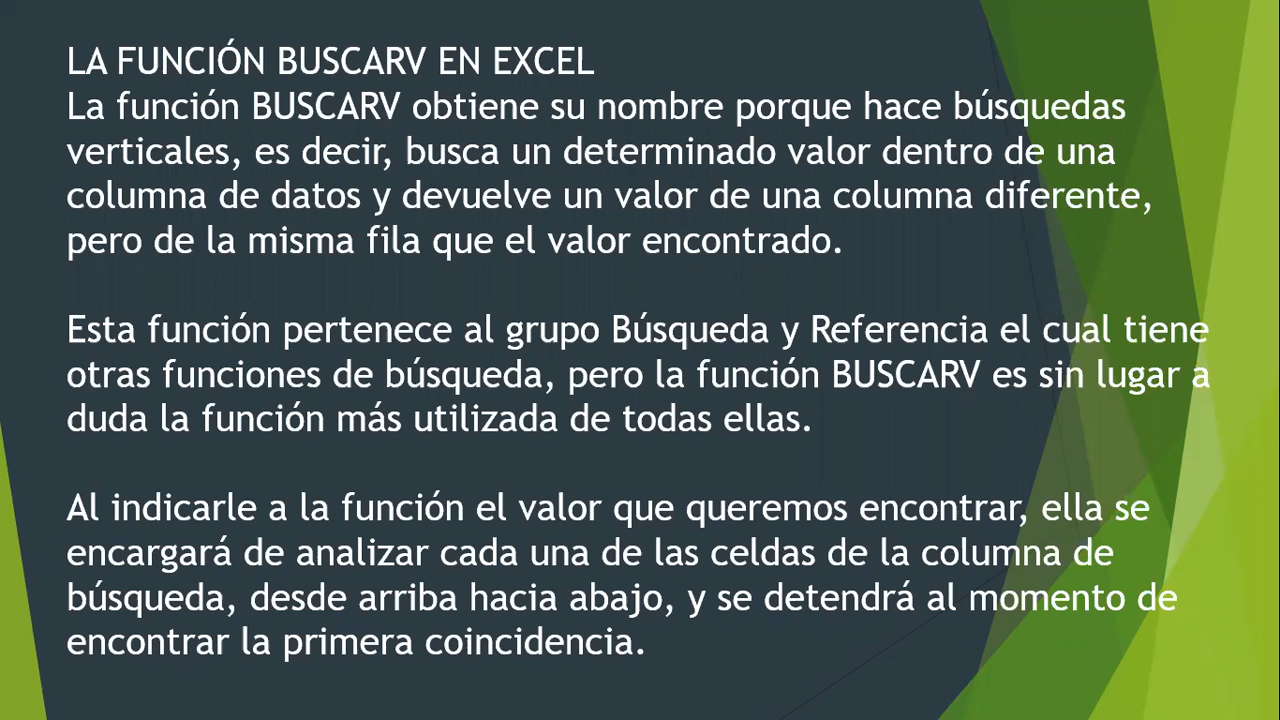 LA FUNCIÓN BUSCARV EN EXCEL
La función BUSCARV obtiene su nombre porque hace búsquedas
verticales, es decir, busca un determinado valor dentro de una
columna de datos y devuelve un valor de una columna diferente,
pero de la misma fila que el valor encontrado.
Esta función pertenece al grupo Búsqueda y Referencia el cual tiene
otras funciones de búsqueda, pero la función BUSCARV es sin lugar a
duda la función más utilizada de todas ellas.
Al indicarle a la función el valor que queremos encontrar, ella se
encargará de analizar cada una de las celdas de la columna de
búsqueda, desde arriba hacia abajo, y se detendrá al momento de
encontrar la primera coincidencia.